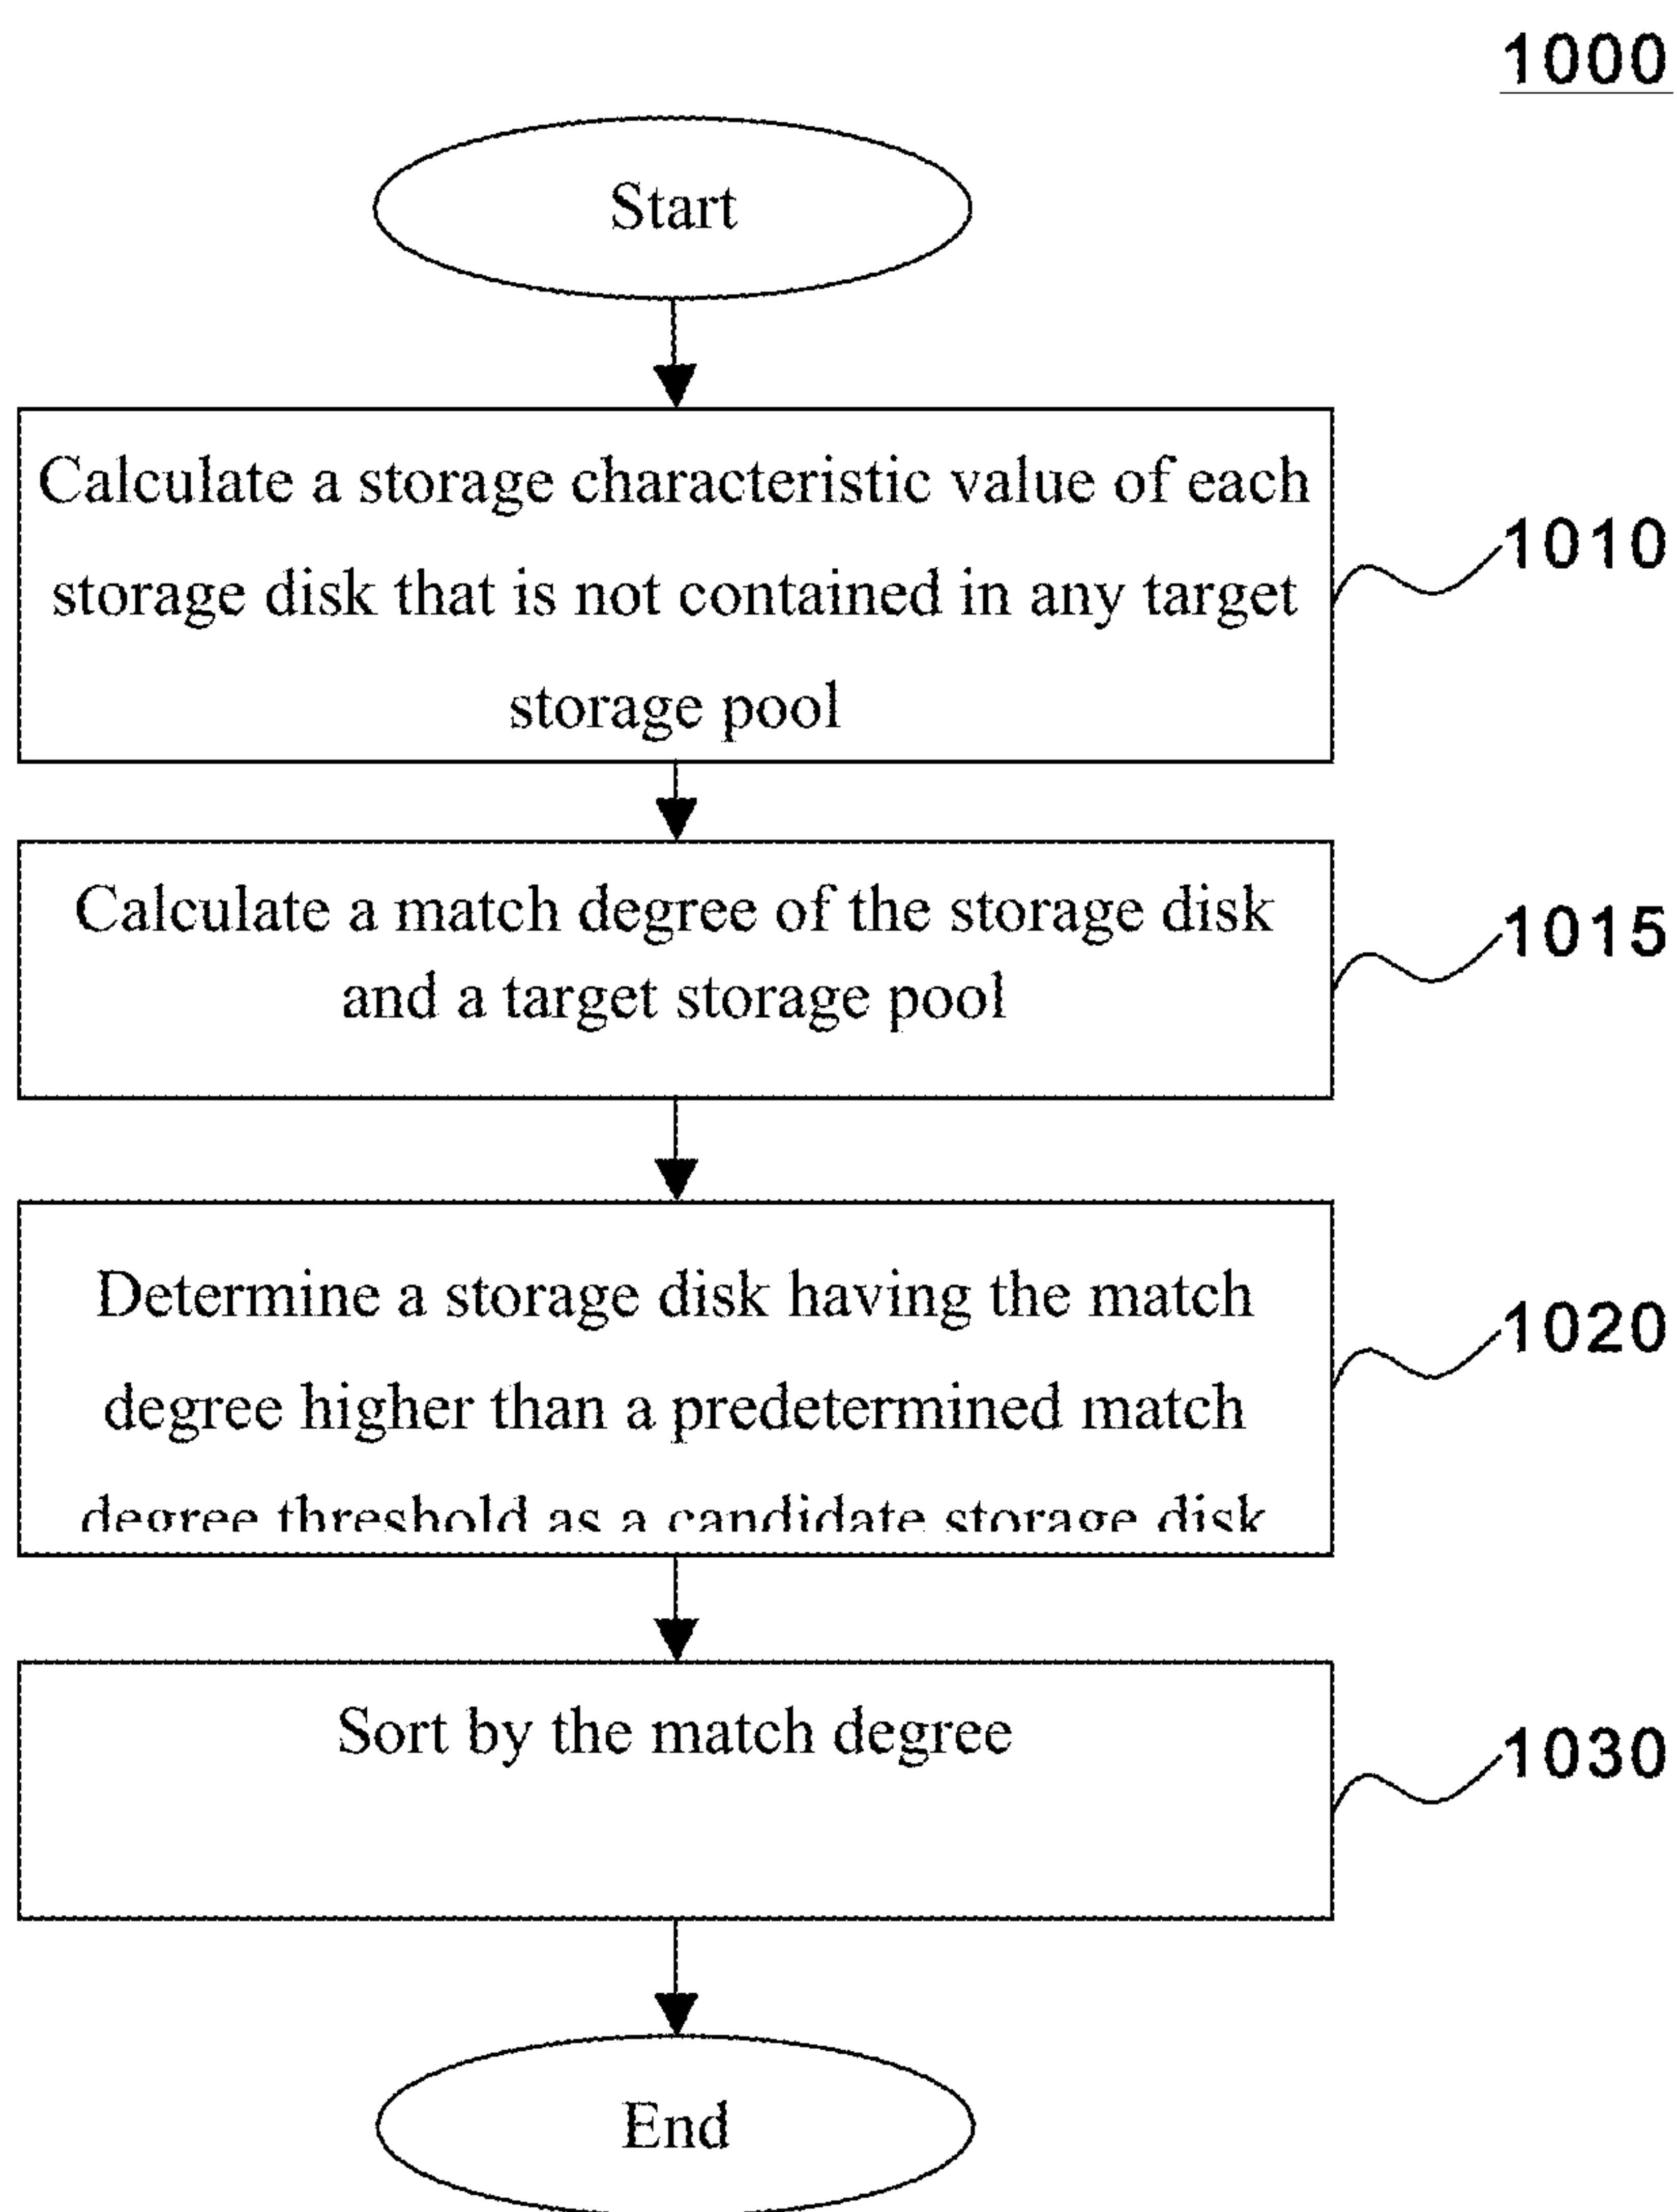 1000
Start
Calculate a storage characteristic value of each
storage disk that is not contained in any target
storage pool
1010
Calculate a match degree of the storage disk
and a target storage pool
1015
Determine a storage disk having the match
degree higher than a predetermined match
degree threshold as a candidate storage disk
1020
Sort by the match degree
1030
End